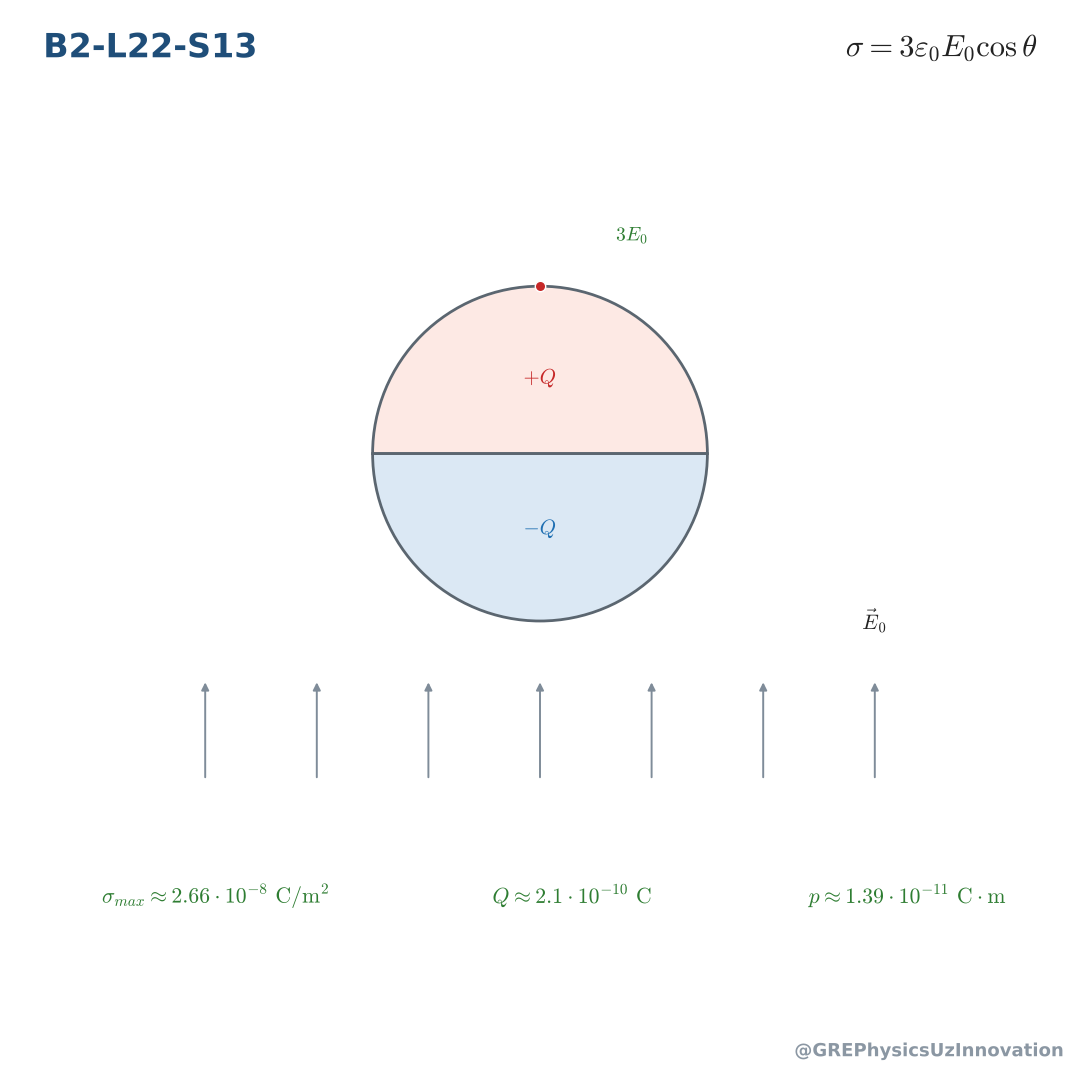 B2-L22-S13
σ = 3ε₀E₀cos θ
3E₀
+Q
−Q
E⃗₀
σₘₐₓ ≈ 2.66 · 10⁻⁸ C/m²
Q ≈ 2.1 · 10⁻¹⁰ C
p ≈ 1.39 · 10⁻¹¹ C · m
@GREPhysicsUzInnovation